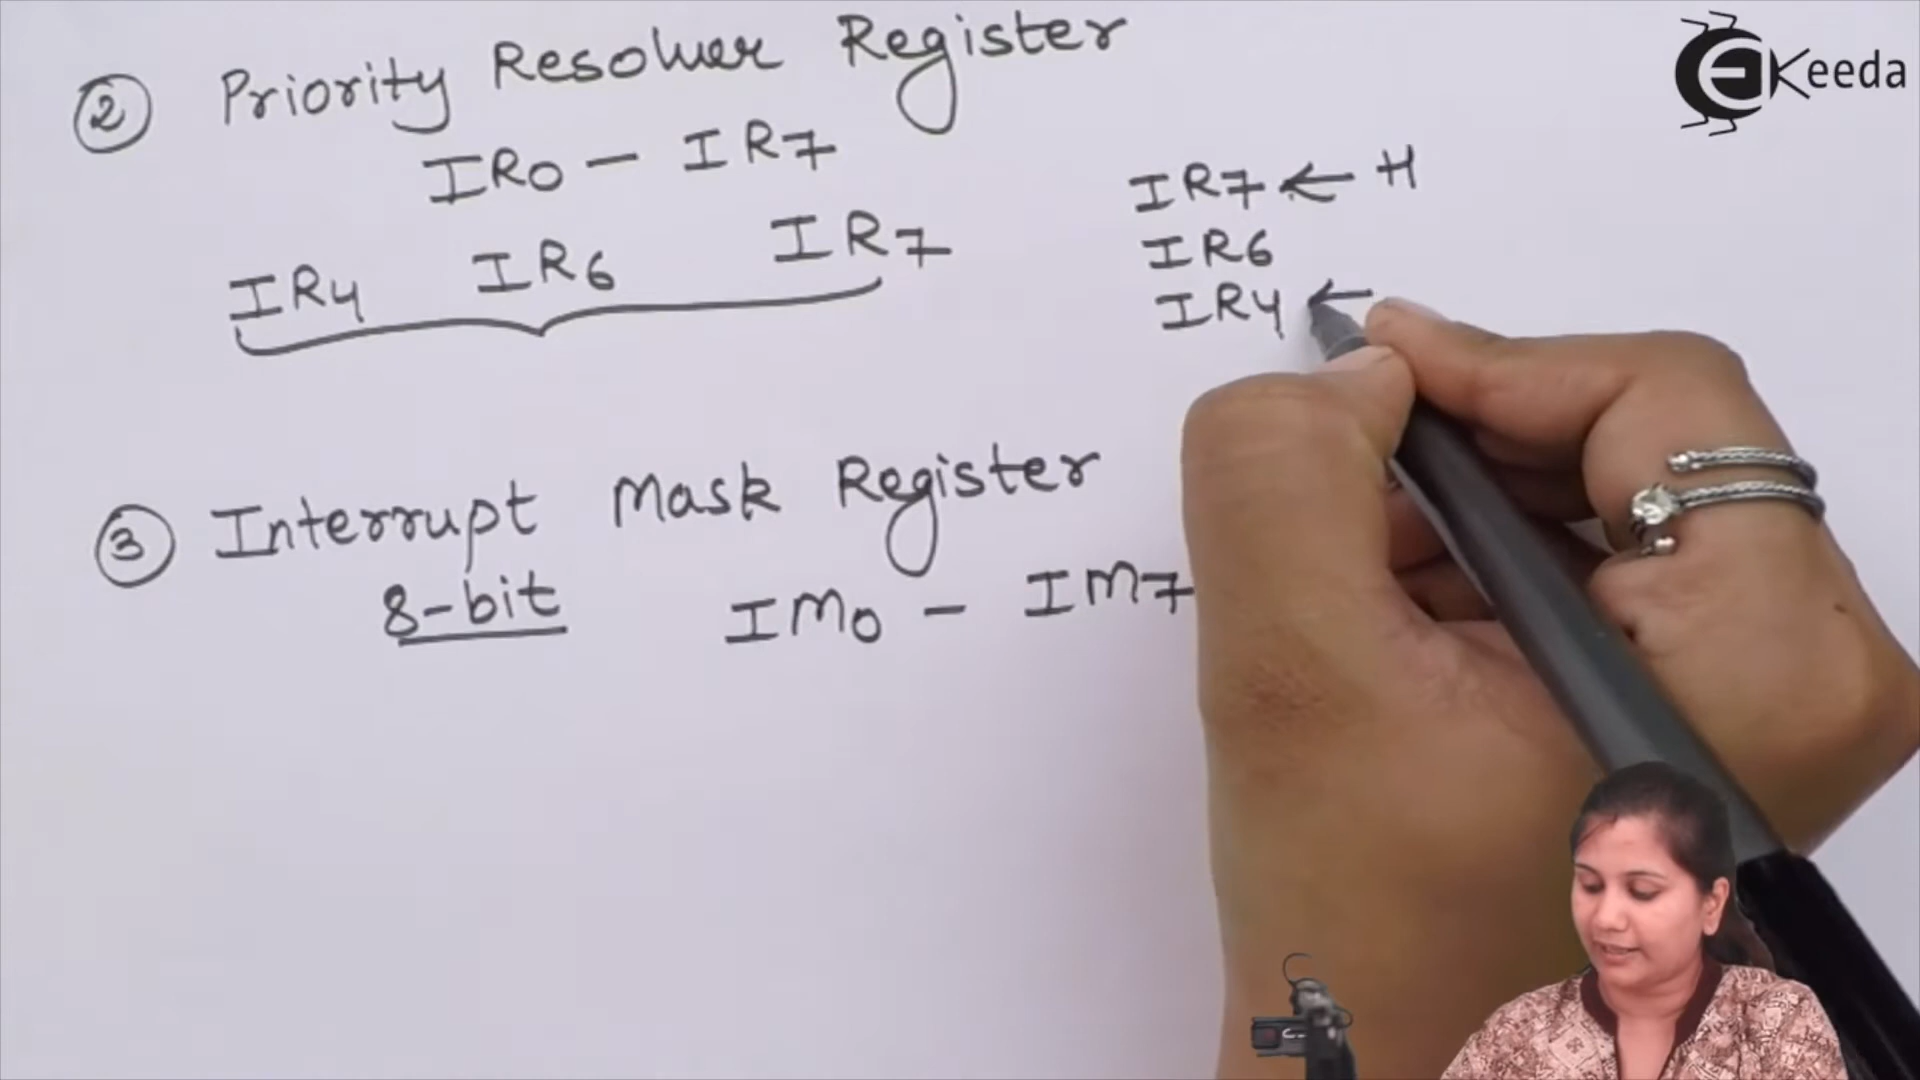 ② Priority Resolver Register
IR0 — IR7
IR4 IR6 IR7
IR7 ← H
IR6
IR4 ←
③ Interrupt Mask Register
8-bit IM0 — IM7
EKeeda